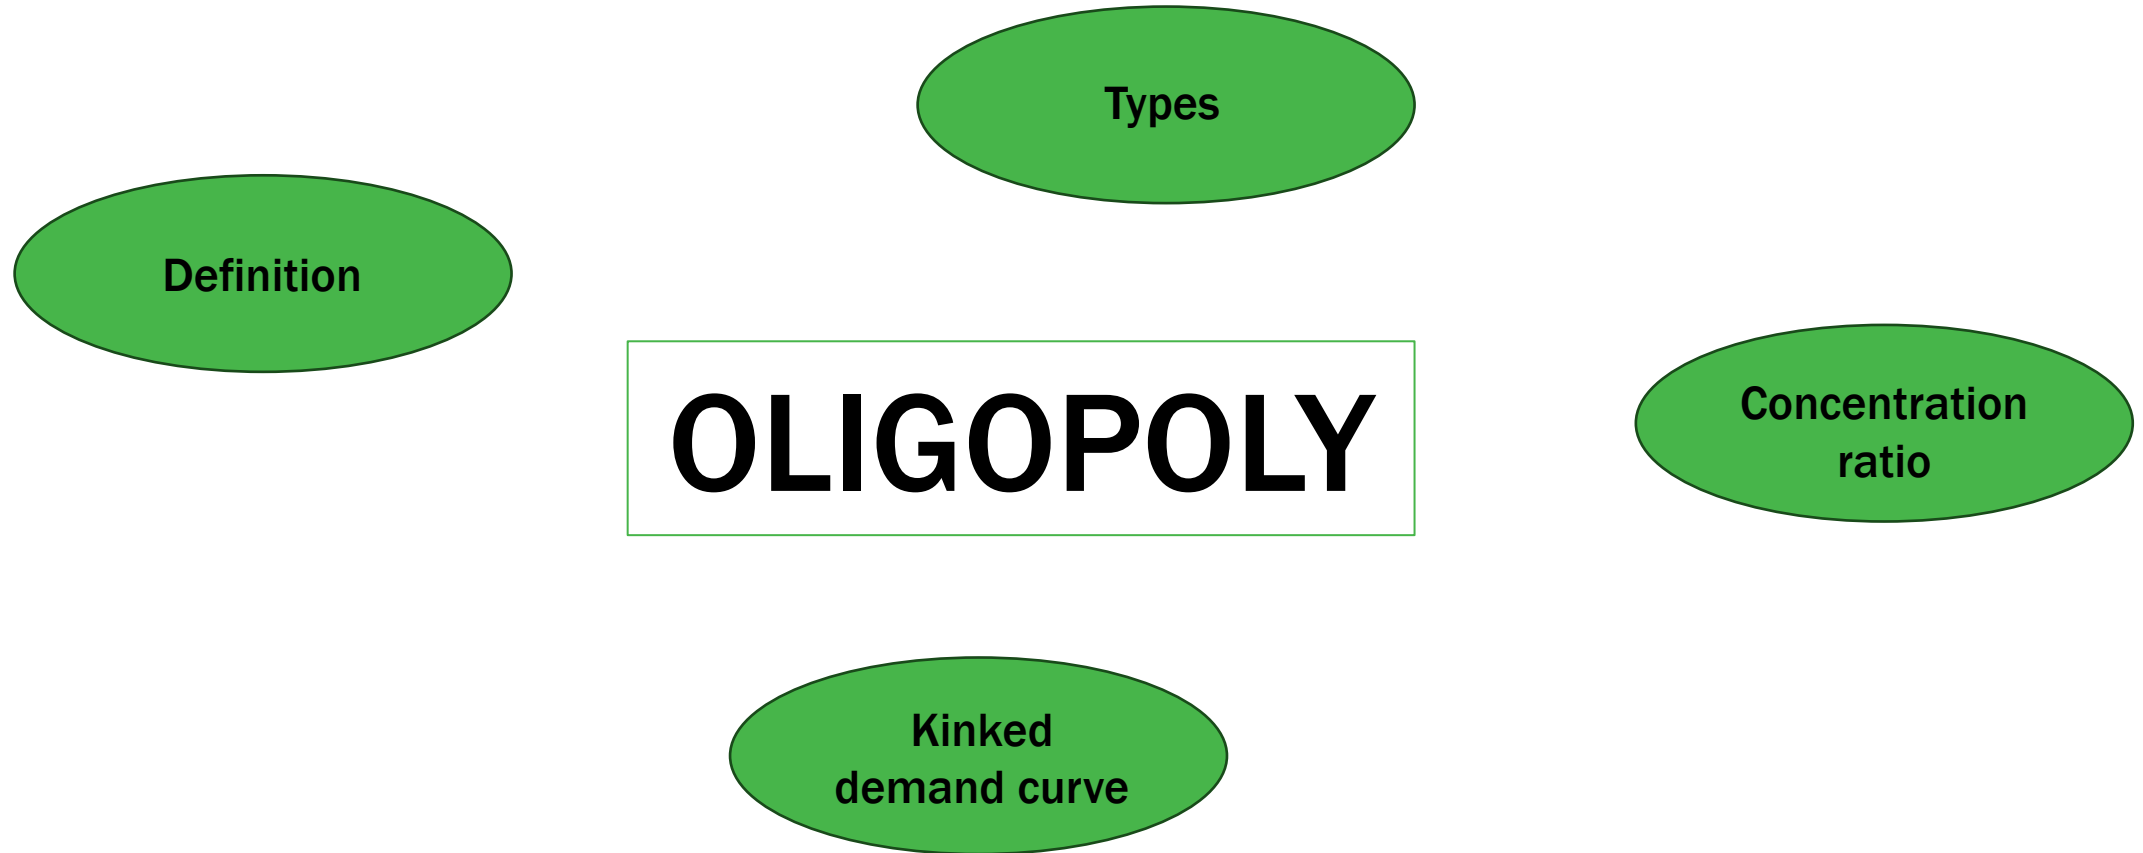 Types
Definition
OLIGOPOLY
Concentration
ratio
Kinked
demand curve